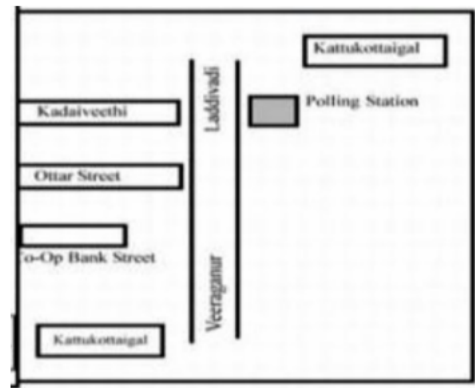 Kattukottaigal
Laddivadi
Polling Station
Kadaiveethi
Ottar Street
Co-Op Bank Street
Veeraganur
Kattukottaigal